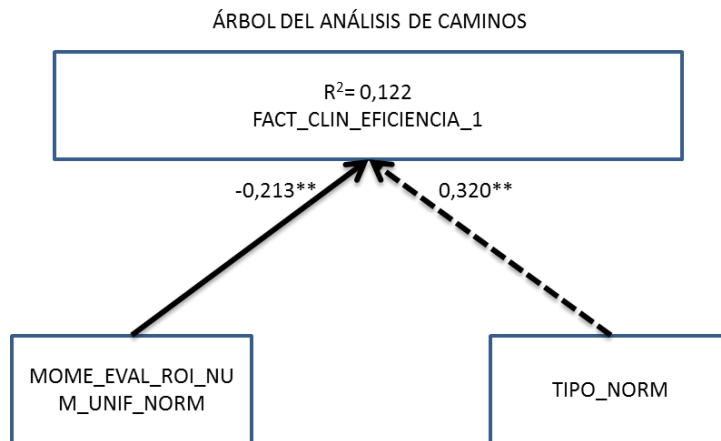 ÁRBOL DEL ANÁLISIS DE CAMINOS
R²= 0,122
FACT_CLIN_EFICIENCIA_1
-0,213**
0,320**
MOME_EVAL_ROI_NU
M_UNIF_NORM
TIPO_NORM